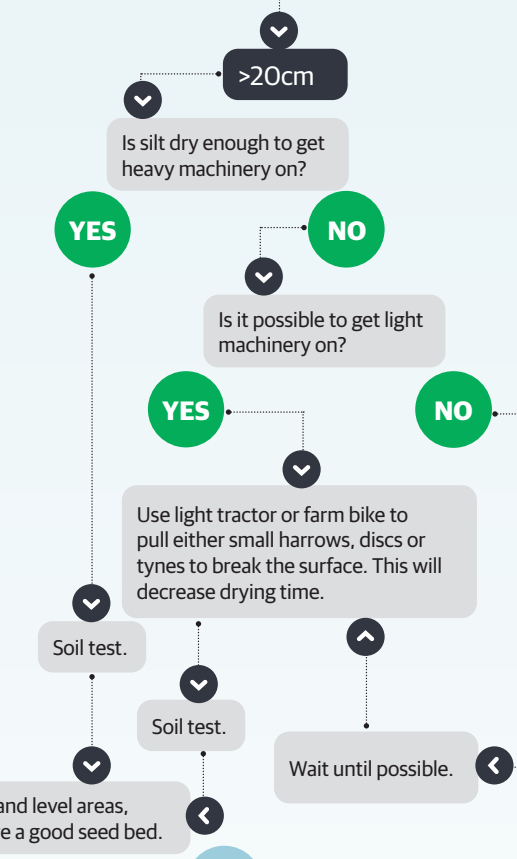 >20cm
Is silt dry enough to get
heavy machinery on?
YES
NO
Is it possible to get light
machinery on?
YES
NO
Use light tractor or farm bike to
pull either small harrows, discs or
tynes to break the surface. This will
decrease drying time.
Soil test.
Soil test.
Wait until possible.
and level areas,
e a good seed bed.